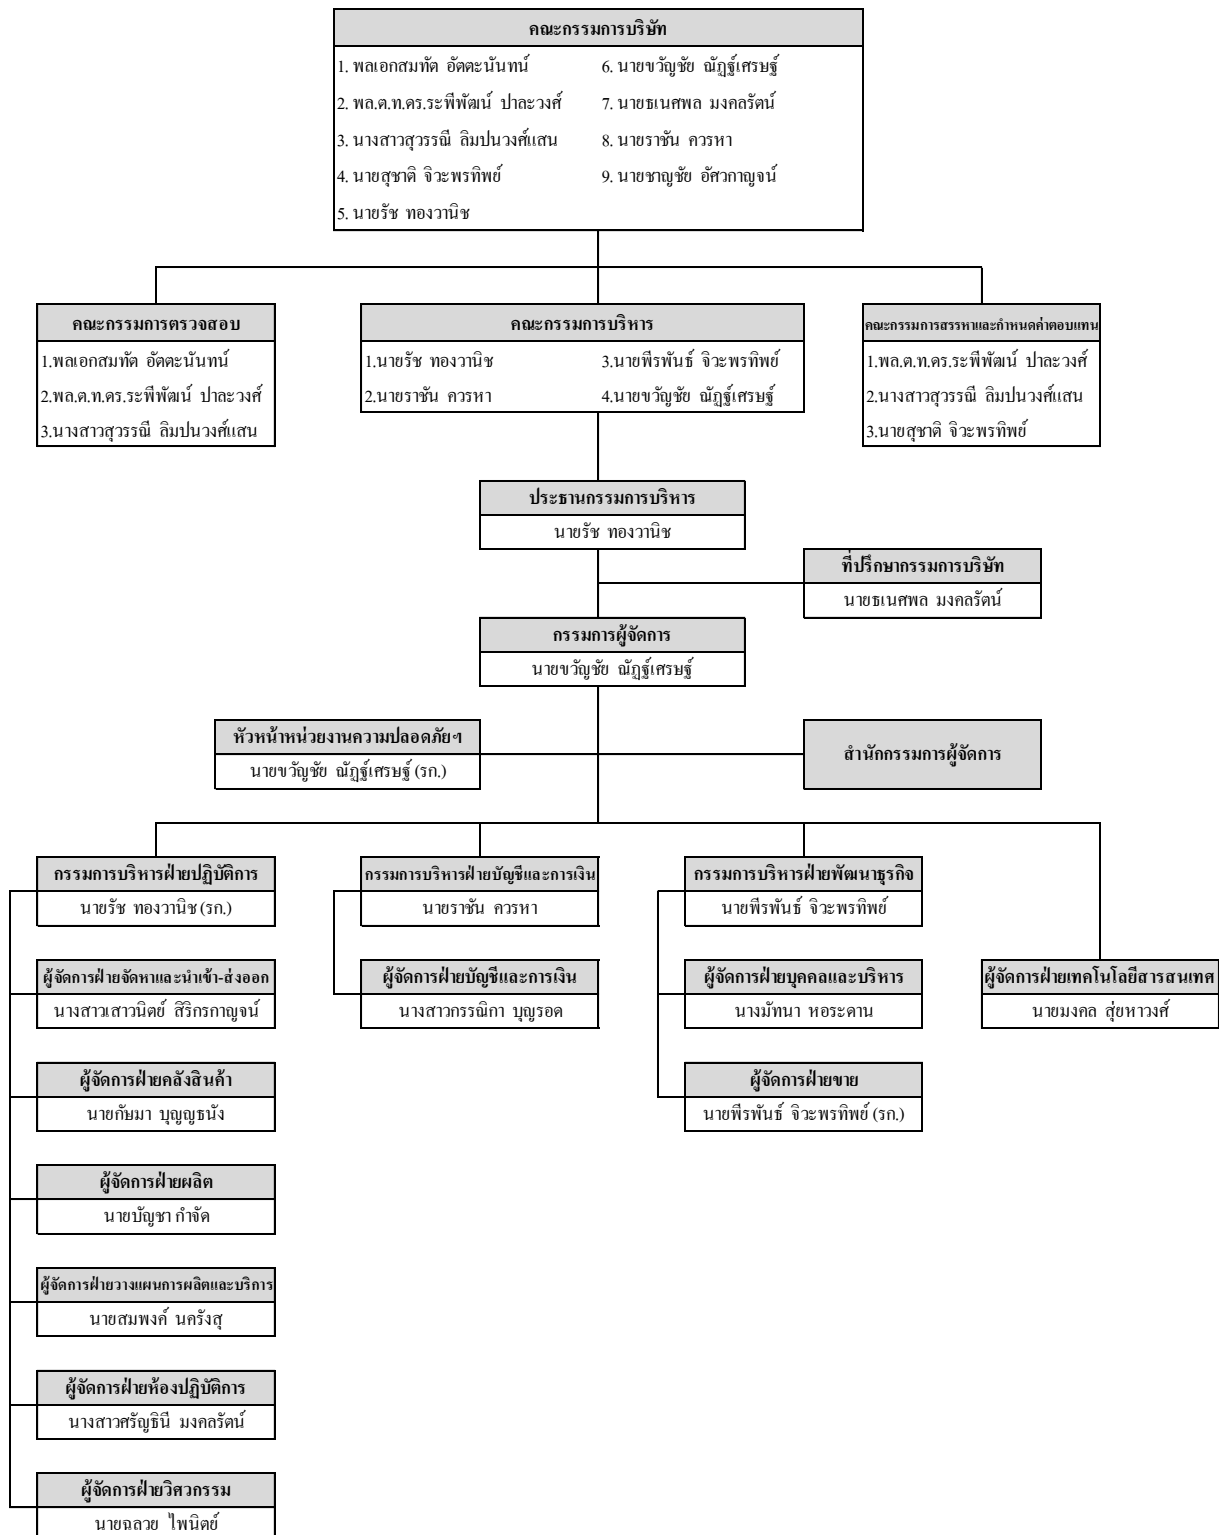 คณะกรรมการบริษัท
1. พลเอกสมทัต อัตตะนันทน์
6. นายขวัญชัย ณัฏฐ์เศรษฐ์
2. พล.ต.ท.ดร.ระพีพัฒน์ ปาละวงศ์
7. นายธเนศพล มงคลรัตน์
3. นางสาวสุวรรณี ลิมปนวงศ์แสน
8. นายราชัน ควรหา
4. นายสุชาติ จิวะพรทิพย์
9. นายชาญชัย อัศวกาญจน์
5. นายรัช ทองวานิช
คณะกรรมการตรวจสอบ
1.พลเอกสมทัต อัตตะนันทน์
2.พล.ต.ท.ดร.ระพีพัฒน์ ปาละวงศ์
3.นางสาวสุวรรณี ลิมปนวงศ์แสน
คณะกรรมการบริหาร
1.นายรัช ทองวานิช
3.นายพีรพันธ์ จิวะพรทิพย์
2.นายราชัน ควรหา
4.นายขวัญชัย ณัฏฐ์เศรษฐ์
คณะกรรมการสรรหาและกำหนดค่าตอบแทน
1.พล.ต.ท.ดร.ระพีพัฒน์ ปาละวงศ์
2.นางสาวสุวรรณี ลิมปนวงศ์แสน
3.นายสุชาติ จิวะพรทิพย์
ประธานกรรมการบริหาร
นายรัช ทองวานิช
ที่ปรึกษากรรมการบริษัท
นายธเนศพล มงคลรัตน์
กรรมการผู้จัดการ
นายขวัญชัย ณัฏฐ์เศรษฐ์
หัวหน้าหน่วยงานความปลอดภัยฯ
นายขวัญชัย ณัฏฐ์เศรษฐ์ (รก.)
สำนักกรรมการผู้จัดการ
กรรมการบริหารฝ่ายปฏิบัติการ
นายรัช ทองวานิช (รก.)
กรรมการบริหารฝ่ายบัญชีและการเงิน
นายราชัน ควรหา
กรรมการบริหารฝ่ายพัฒนาธุรกิจ
นายพีรพันธ์ จิวะพรทิพย์
ผู้จัดการฝ่ายจัดหาและนำเข้า-ส่งออก
นางสาวเสาวนิตย์ สิริกรกาญจน์
ผู้จัดการฝ่ายบัญชีและการเงิน
นางสาวกรรณิกา บุญรอด
ผู้จัดการฝ่ายบุคคลและบริหาร
นางมัทนา หอระดาน
ผู้จัดการฝ่ายเทคโนโลยีสารสนเทศ
นายมงคล สุ่ยหาวงศ์
ผู้จัดการฝ่ายคลังสินค้า
นายกัษมา บุญญธนัง
ผู้จัดการฝ่ายขาย
นายพีรพันธ์ จิวะพรทิพย์ (รก.)
ผู้จัดการฝ่ายผลิต
นายบัญชา กำจัด
ผู้จัดการฝ่ายวางแผนการผลิตและบริการ
นายสมพงค์ นครังสุ
ผู้จัดการฝ่ายห้องปฏิบัติการ
นางสาวศรัญธินี มงคลรัตน์
ผู้จัดการฝ่ายวิศวกรรม
นายฉลวย ไพนิตย์